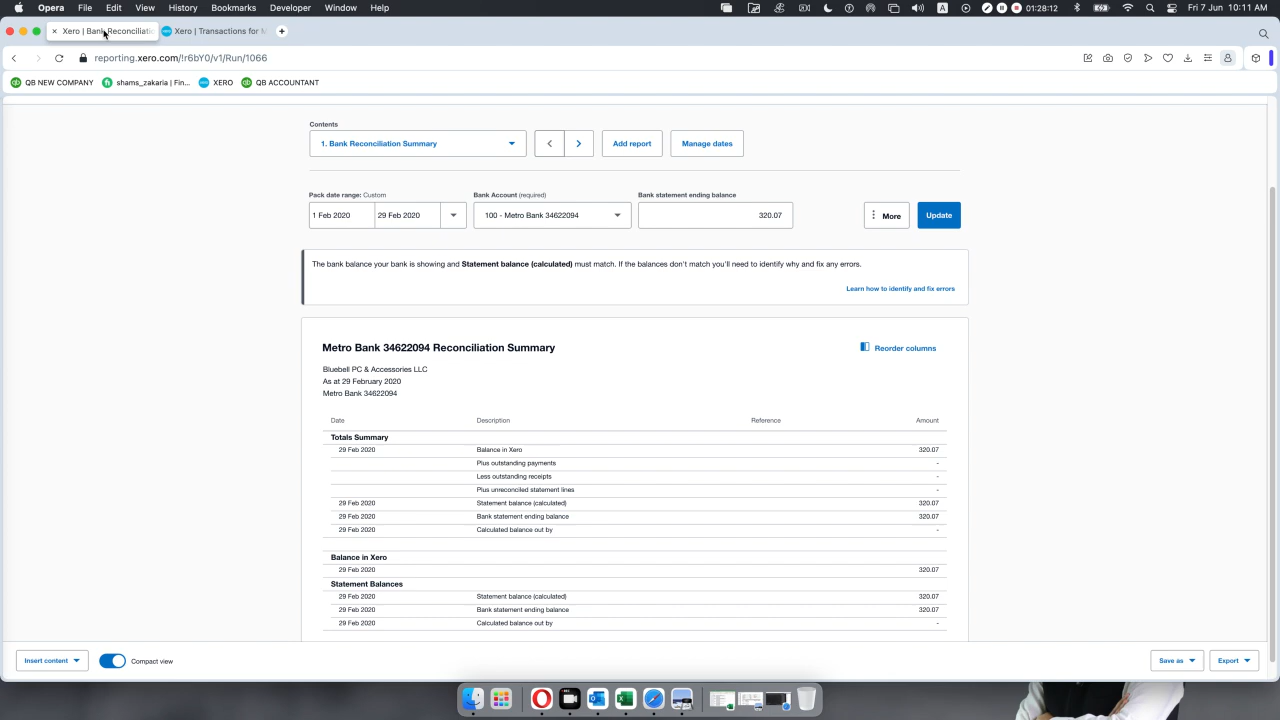 Opera File Edit View History Bookmarks Developer Window Help
01:28:12
Fri 7 Jun 10:11 AM
Xero | Bank Reconciliati
Xero | Transactions for M
reporting.xero.com/!r6bY0/v1/Run/1066
QB NEW COMPANY
shams_zakaria | Fin...
XERO
QB ACCOUNTANT
Contents
1. Bank Reconciliation Summary
Add report
Manage dates
Pack date range: Custom
Bank Account (required)
Bank statement ending balance
1 Feb 2020
29 Feb 2020
100 - Metro Bank 34622094
320.07
More
Update
The bank balance your bank is showing and Statement balance (calculated) must match. If the balances don't match you'll need to identify why and fix any errors.
Learn how to identify and fix errors
Metro Bank 34622094 Reconciliation Summary
Reorder columns
Bluebell PC & Accessories LLC
As at 29 February 2020
Metro Bank 34622094
Date Description Reference Amount
Totals Summary
29 Feb 2020 Balance in Xero 320.07
Plus outstanding payments -
Less outstanding receipts -
Plus unreconciled statement lines -
29 Feb 2020 Statement balance (calculated) 320.07
29 Feb 2020 Bank statement ending balance 320.07
29 Feb 2020 Calculated balance out by -
Balance in Xero
29 Feb 2020 320.07
Statement Balances
29 Feb 2020 Statement balance (calculated) 320.07
29 Feb 2020 Bank statement ending balance 320.07
29 Feb 2020 Calculated balance out by -
Insert content
Compact view
Save as
Export